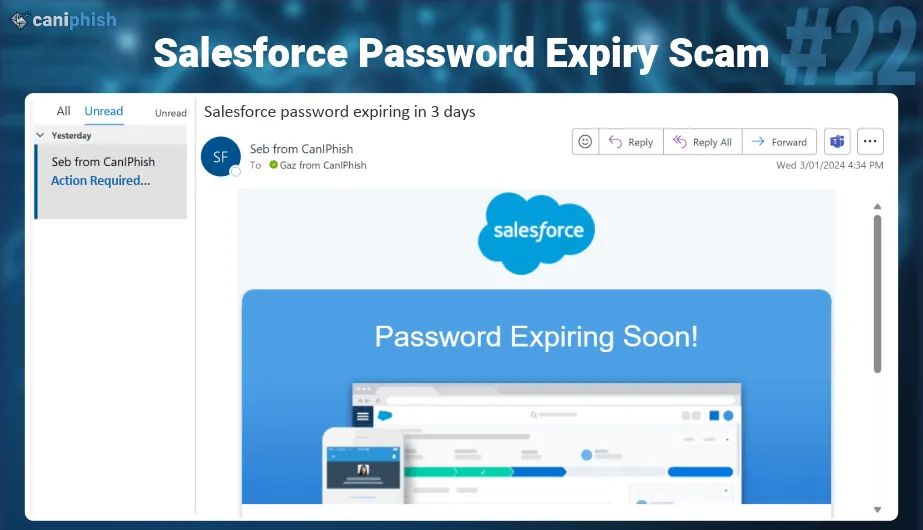 caniphish
Salesforce Password Expiry Scam
#22
All Unread Unread
Yesterday
Seb from CanIPhish
Action Required...
Salesforce password expiring in 3 days
SF
Seb from CanIPhish
To Gaz from CanIPhish
Reply Reply All Forward
Wed 3/01/2024 4:34 PM
salesforce
Password Expiring Soon!